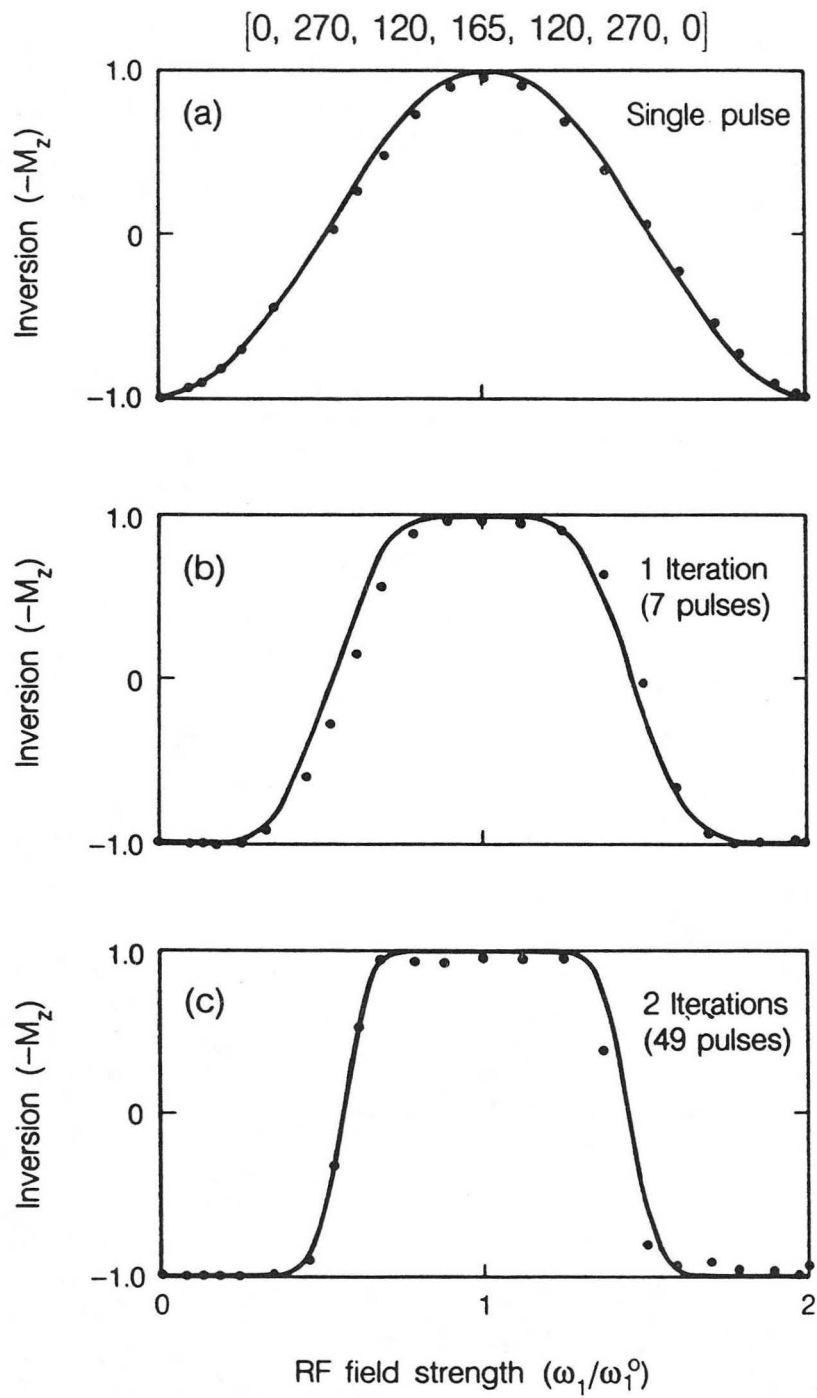 [0, 270, 120, 165, 120, 270, 0]
1.0
(a)
Single pulse
Inversion (−M_z)
0
−1.0
1.0
(b)
1 Iteration
(7 pulses)
Inversion (−M_z)
0
−1.0
1.0
(c)
2 Iterations
(49 pulses)
Inversion (−M_z)
0
−1.0
0
1
2
RF field strength (ω₁/ω₁⁰)